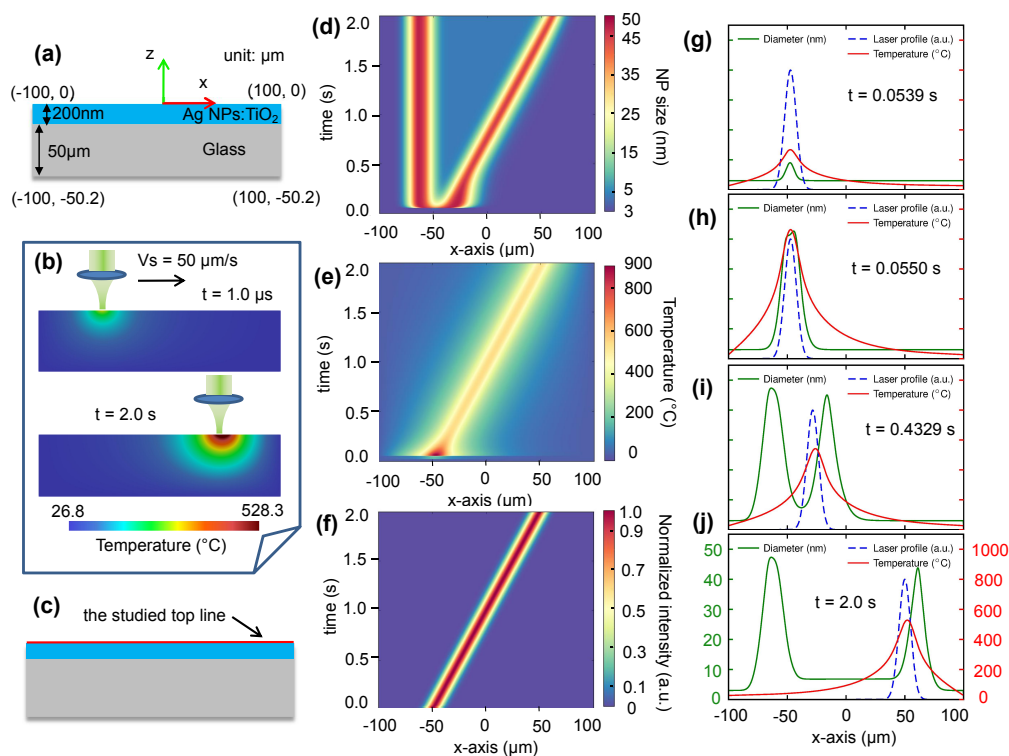 (a)
z
unit: µm
x
(-100, 0)
(100, 0)
200nm
Ag NPs:TiO2
50µm
Glass
(-100, -50.2)
(100, -50.2)
(b)
Vs = 50 µm/s
t = 1.0 µs
t = 2.0 s
26.8
528.3
Temperature (°C)
(c)
the studied top line
(d)
2.0
1.5
1.0
0.5
0.0
time (s)
-100
-50
0
50
100
x-axis (µm)
50
45
35
25
15
5
3
NP size (nm)
(e)
2.0
1.5
1.0
0.5
0.0
time (s)
-100
-50
0
50
100
x-axis (µm)
900
800
600
400
200
0
Temperature (°C)
(f)
2.0
1.5
1.0
0.5
0.0
time (s)
-100
-50
0
50
100
x-axis (µm)
1.0
0.9
0.7
0.5
0.3
0.1
0
Normalized intensity (a.u.)
(g)
Diameter (nm)
Laser profile (a.u.)
Temperature (°C)
t = 0.0539 s
(h)
Diameter (nm)
Laser profile (a.u.)
Temperature (°C)
t = 0.0550 s
(i)
Diameter (nm)
Laser profile (a.u.)
Temperature (°C)
t = 0.4329 s
(j)
Diameter (nm)
Laser profile (a.u.)
Temperature (°C)
t = 2.0 s
50
40
30
20
10
0
1000
800
600
400
200
0
-100
-50
0
50
100
x-axis (µm)